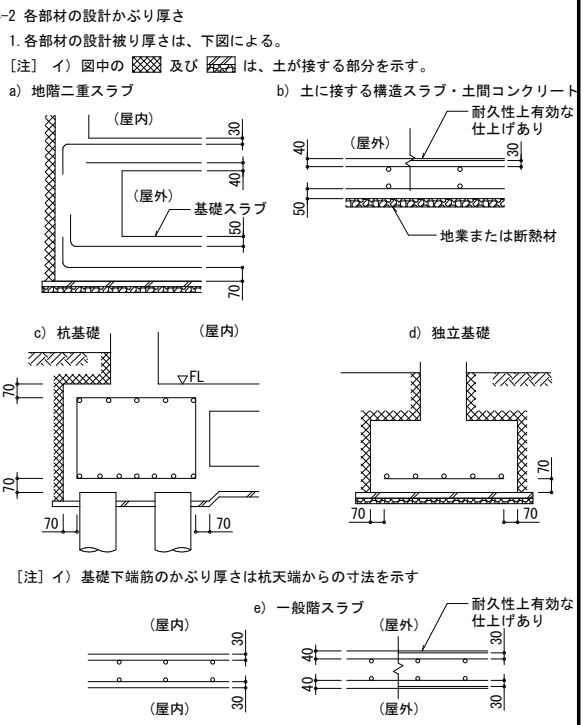 -2 各部材の設計かぶり厚さ
1.各部材の設計被り厚さは、下図による。
[注] イ) 図中の 及び は、土が接する部分を示す。
a) 地階二重スラブ
(屋内)
30
40
(屋外)
基礎スラブ
50
70
b) 土に接する構造スラブ・土間コンクリート
耐久性上有効な
仕上げあり
(屋外)
40
30
50
地業または断熱材
c) 杭基礎
(屋内)
▽FL
70
70
70
70
d) 独立基礎
70
70
70
[注] イ) 基礎下端筋のかぶり厚さは杭天端からの寸法を示す
e) 一般階スラブ
(屋内)
30
30
(屋内)
耐久性上有効な
仕上げあり
(屋外)
40
30
40
30
(屋外)